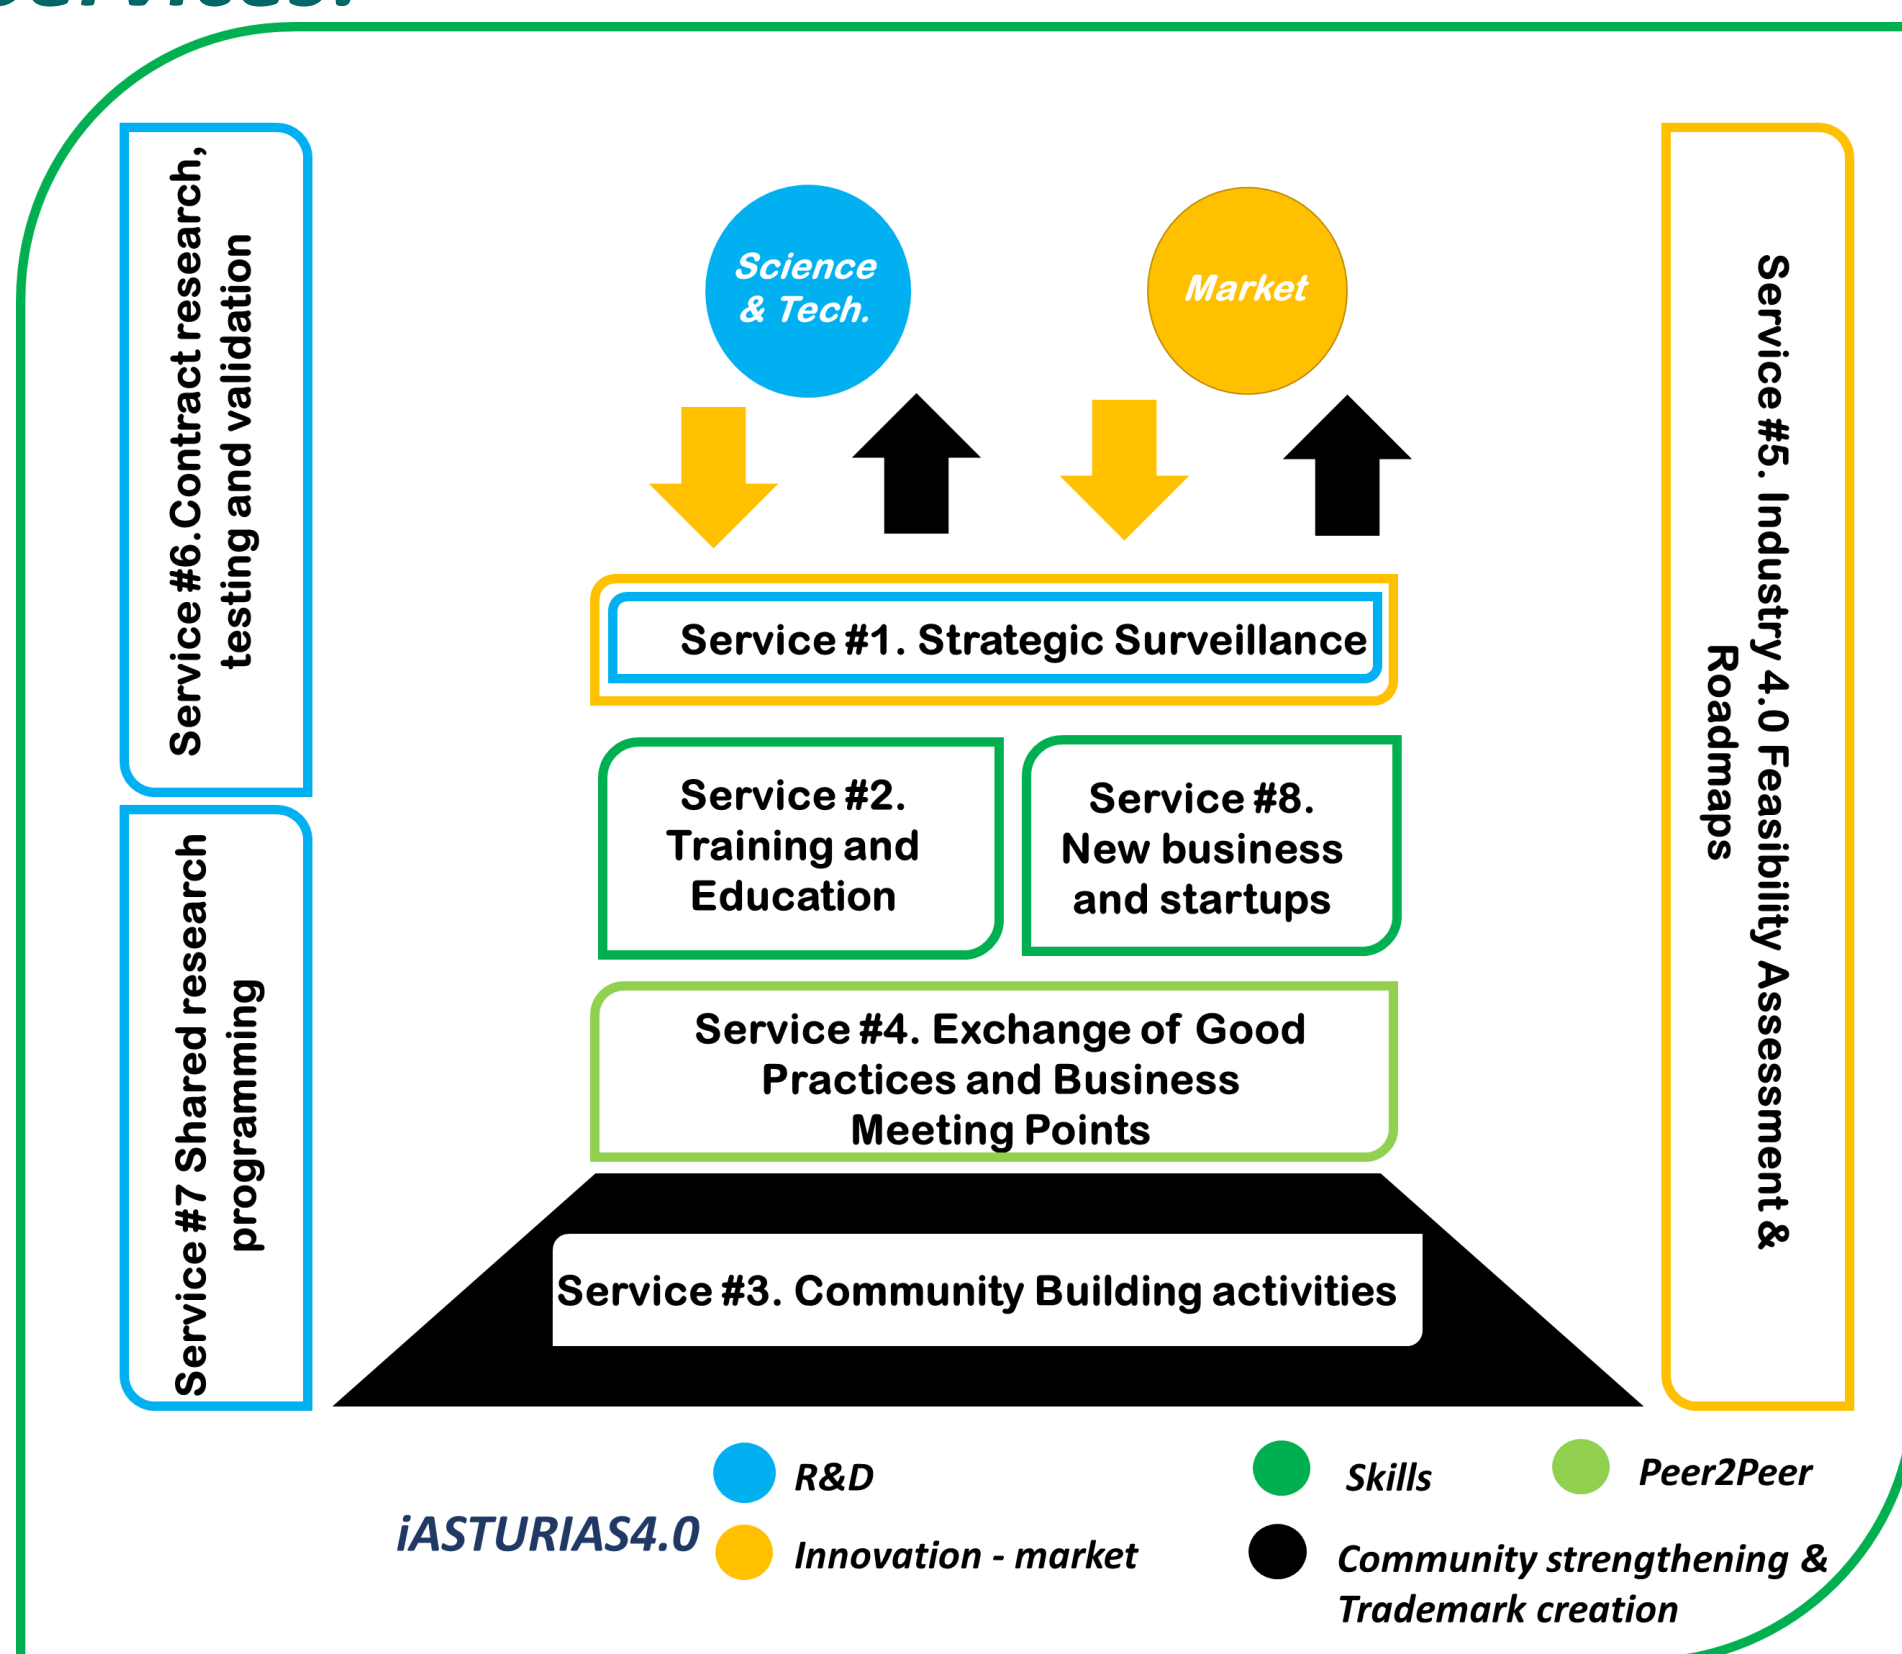 services:
Service #6.Contract research,
testing and validation
Service #7 Shared research
programming
Science
& Tech.
Market
Service #1. Strategic Surveillance
Service #2.
Training and
Education
Service #8.
New business
and startups
Service #4. Exchange of Good
Practices and Business
Meeting Points
Service #3. Community Building activities
Service #5. Industry 4.0 Feasibility Assessment &
Roadmaps
R&D
Skills
Peer2Peer
iASTURIAS4.0
Innovation - market
Community strengthening &
Trademark creation